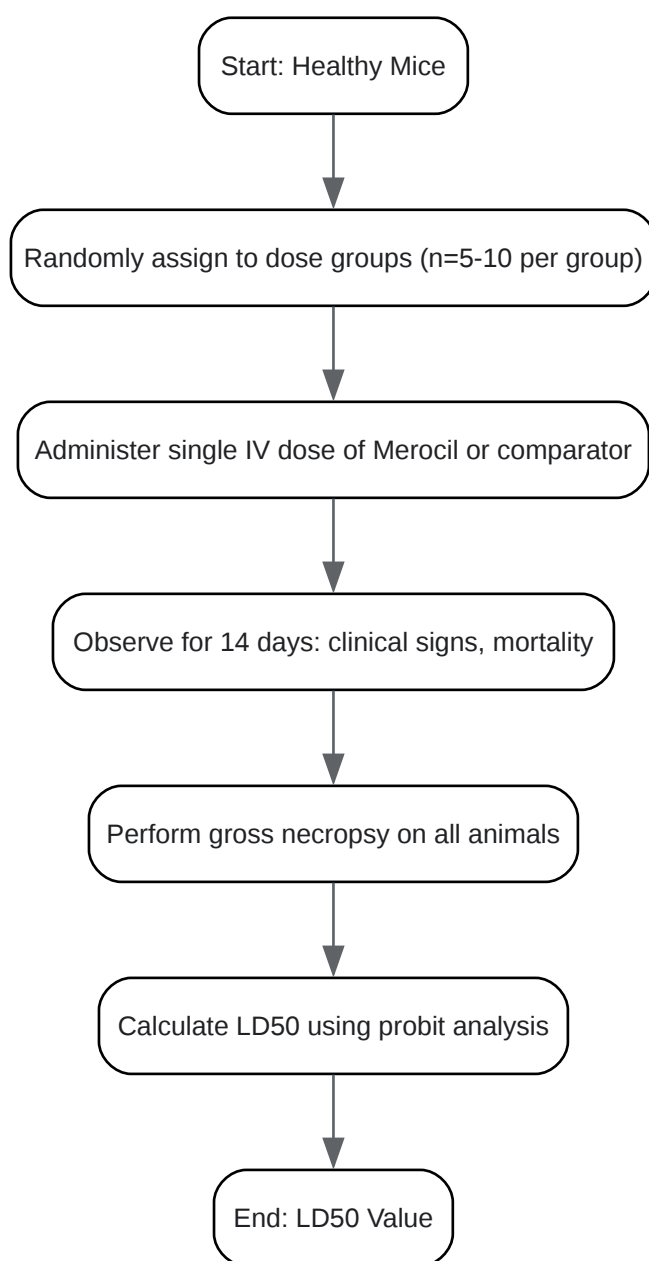 Start: Healthy Mice
Randomly assign to dose groups (n=5-10 per group)
Administer single IV dose of Merocil or comparator
Observe for 14 days: clinical signs, mortality
Perform gross necropsy on all animals
Calculate LD50 using probit analysis
End: LD50 Value